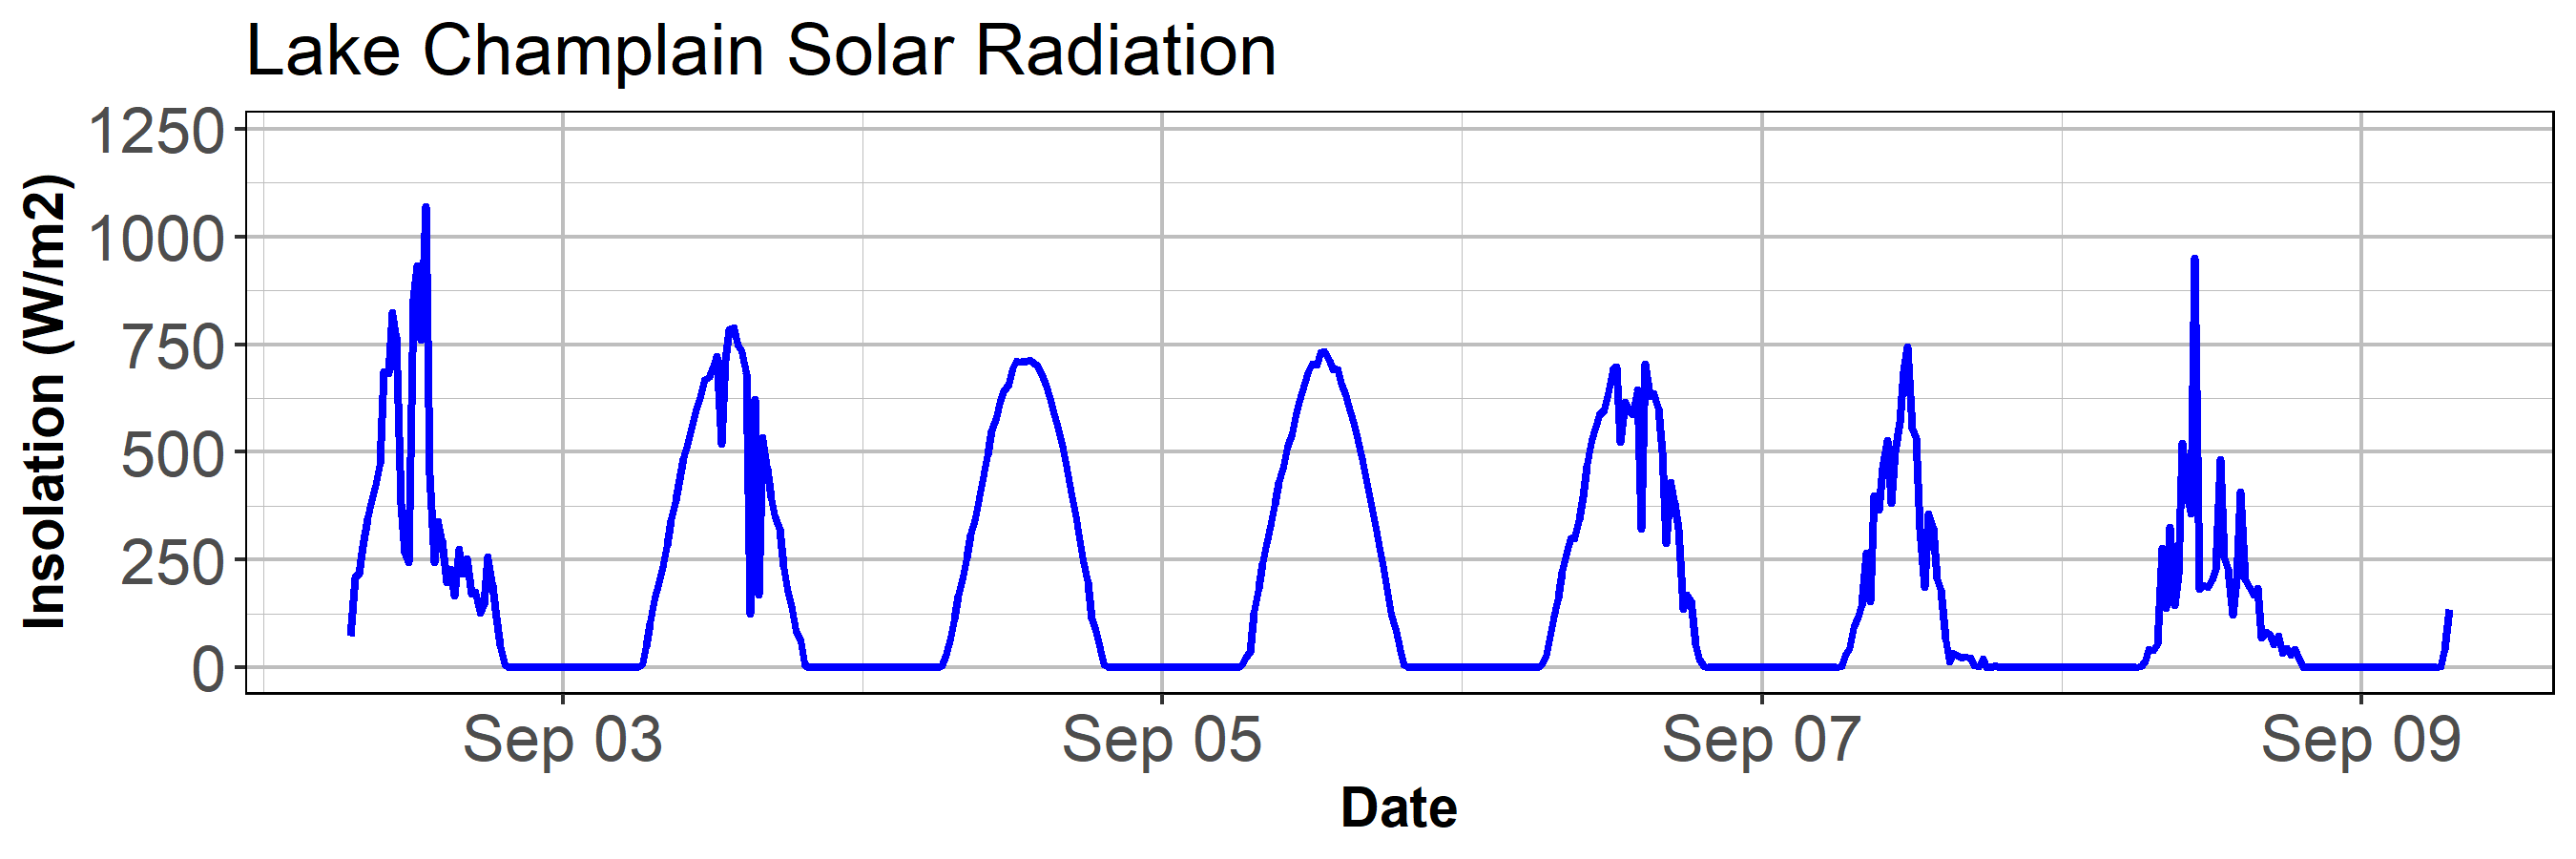 Lake Champlain Solar Radiation
1250
1000
750
500
250
0
Insolation (W/m2)
Sep 03 Sep 05 Sep 07 Sep 09
Date